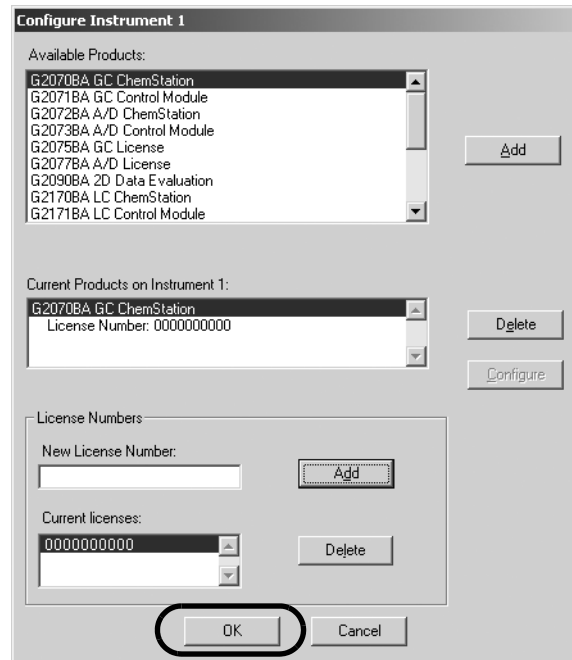 Configure Instrument 1
Available Products:
G2070BA GC ChemStation
G2071BA GC Control Module
G2072BA A/D ChemStation
G2073BA A/D Control Module
G2075BA GC License
G2077BA A/D License
G2090BA 2D Data Evaluation
G2170BA LC ChemStation
G2171BA LC Control Module
Add
Current Products on Instrument 1:
G2070BA GC ChemStation
License Number: 0000000000
Delete
Configure
License Numbers
New License Number:
Add
Current licenses:
0000000000
Delete
OK
Cancel